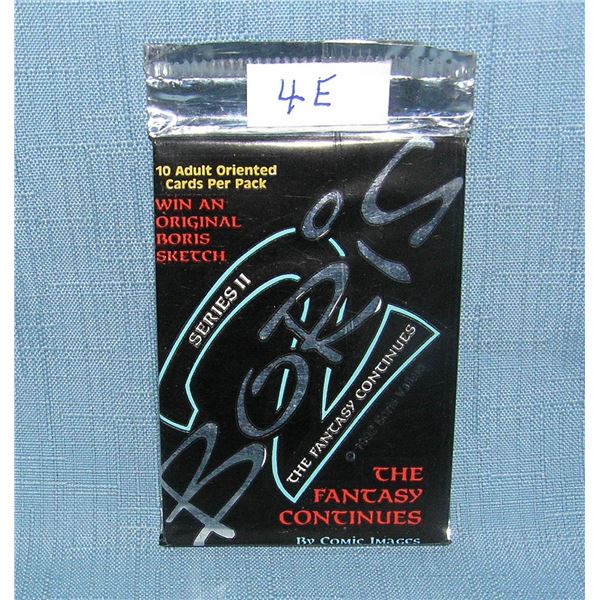 4E
10 Adult Oriented
Cards Per Pack
WIN AN
ORIGINAL
BORIS
SKETCH
BORIS
SERIES II
THE FANTASY CONTINUES
THE
FANTASY
CONTINUES
By Comic Images